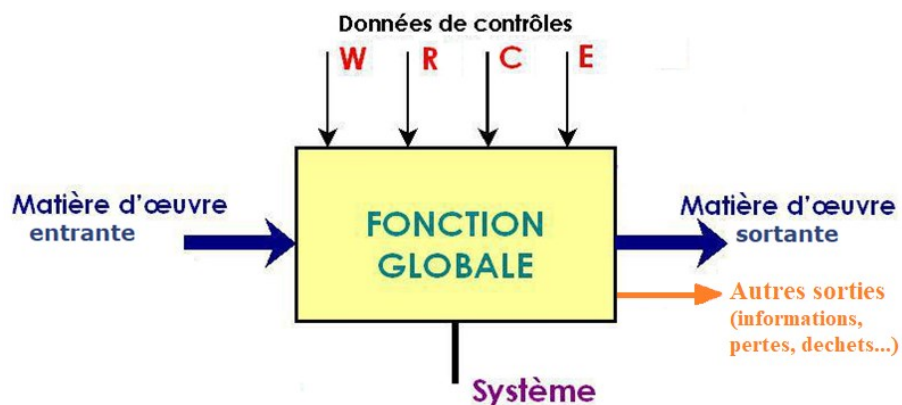 Données de contrôles
W R C E
Matière d'œuvre
entrante
FONCTION
GLOBALE
Matière d'œuvre
sortante
Autres sorties
(informations,
pertes, dechets...)
Système